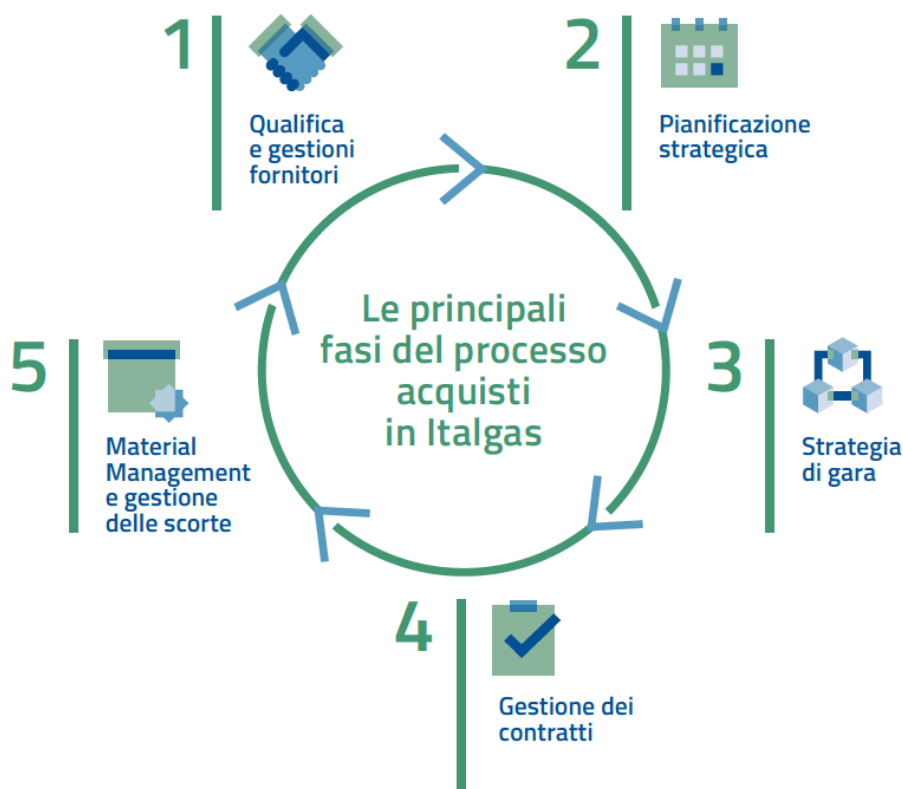 Le principali
fasi del processo
acquisti
in Italgas
1
Qualifica
e gestioni
fornitori
2
Pianificazione
strategica
3
Strategia
di gara
4
Gestione dei
contratti
5
Material
Management
e gestione
delle scorte